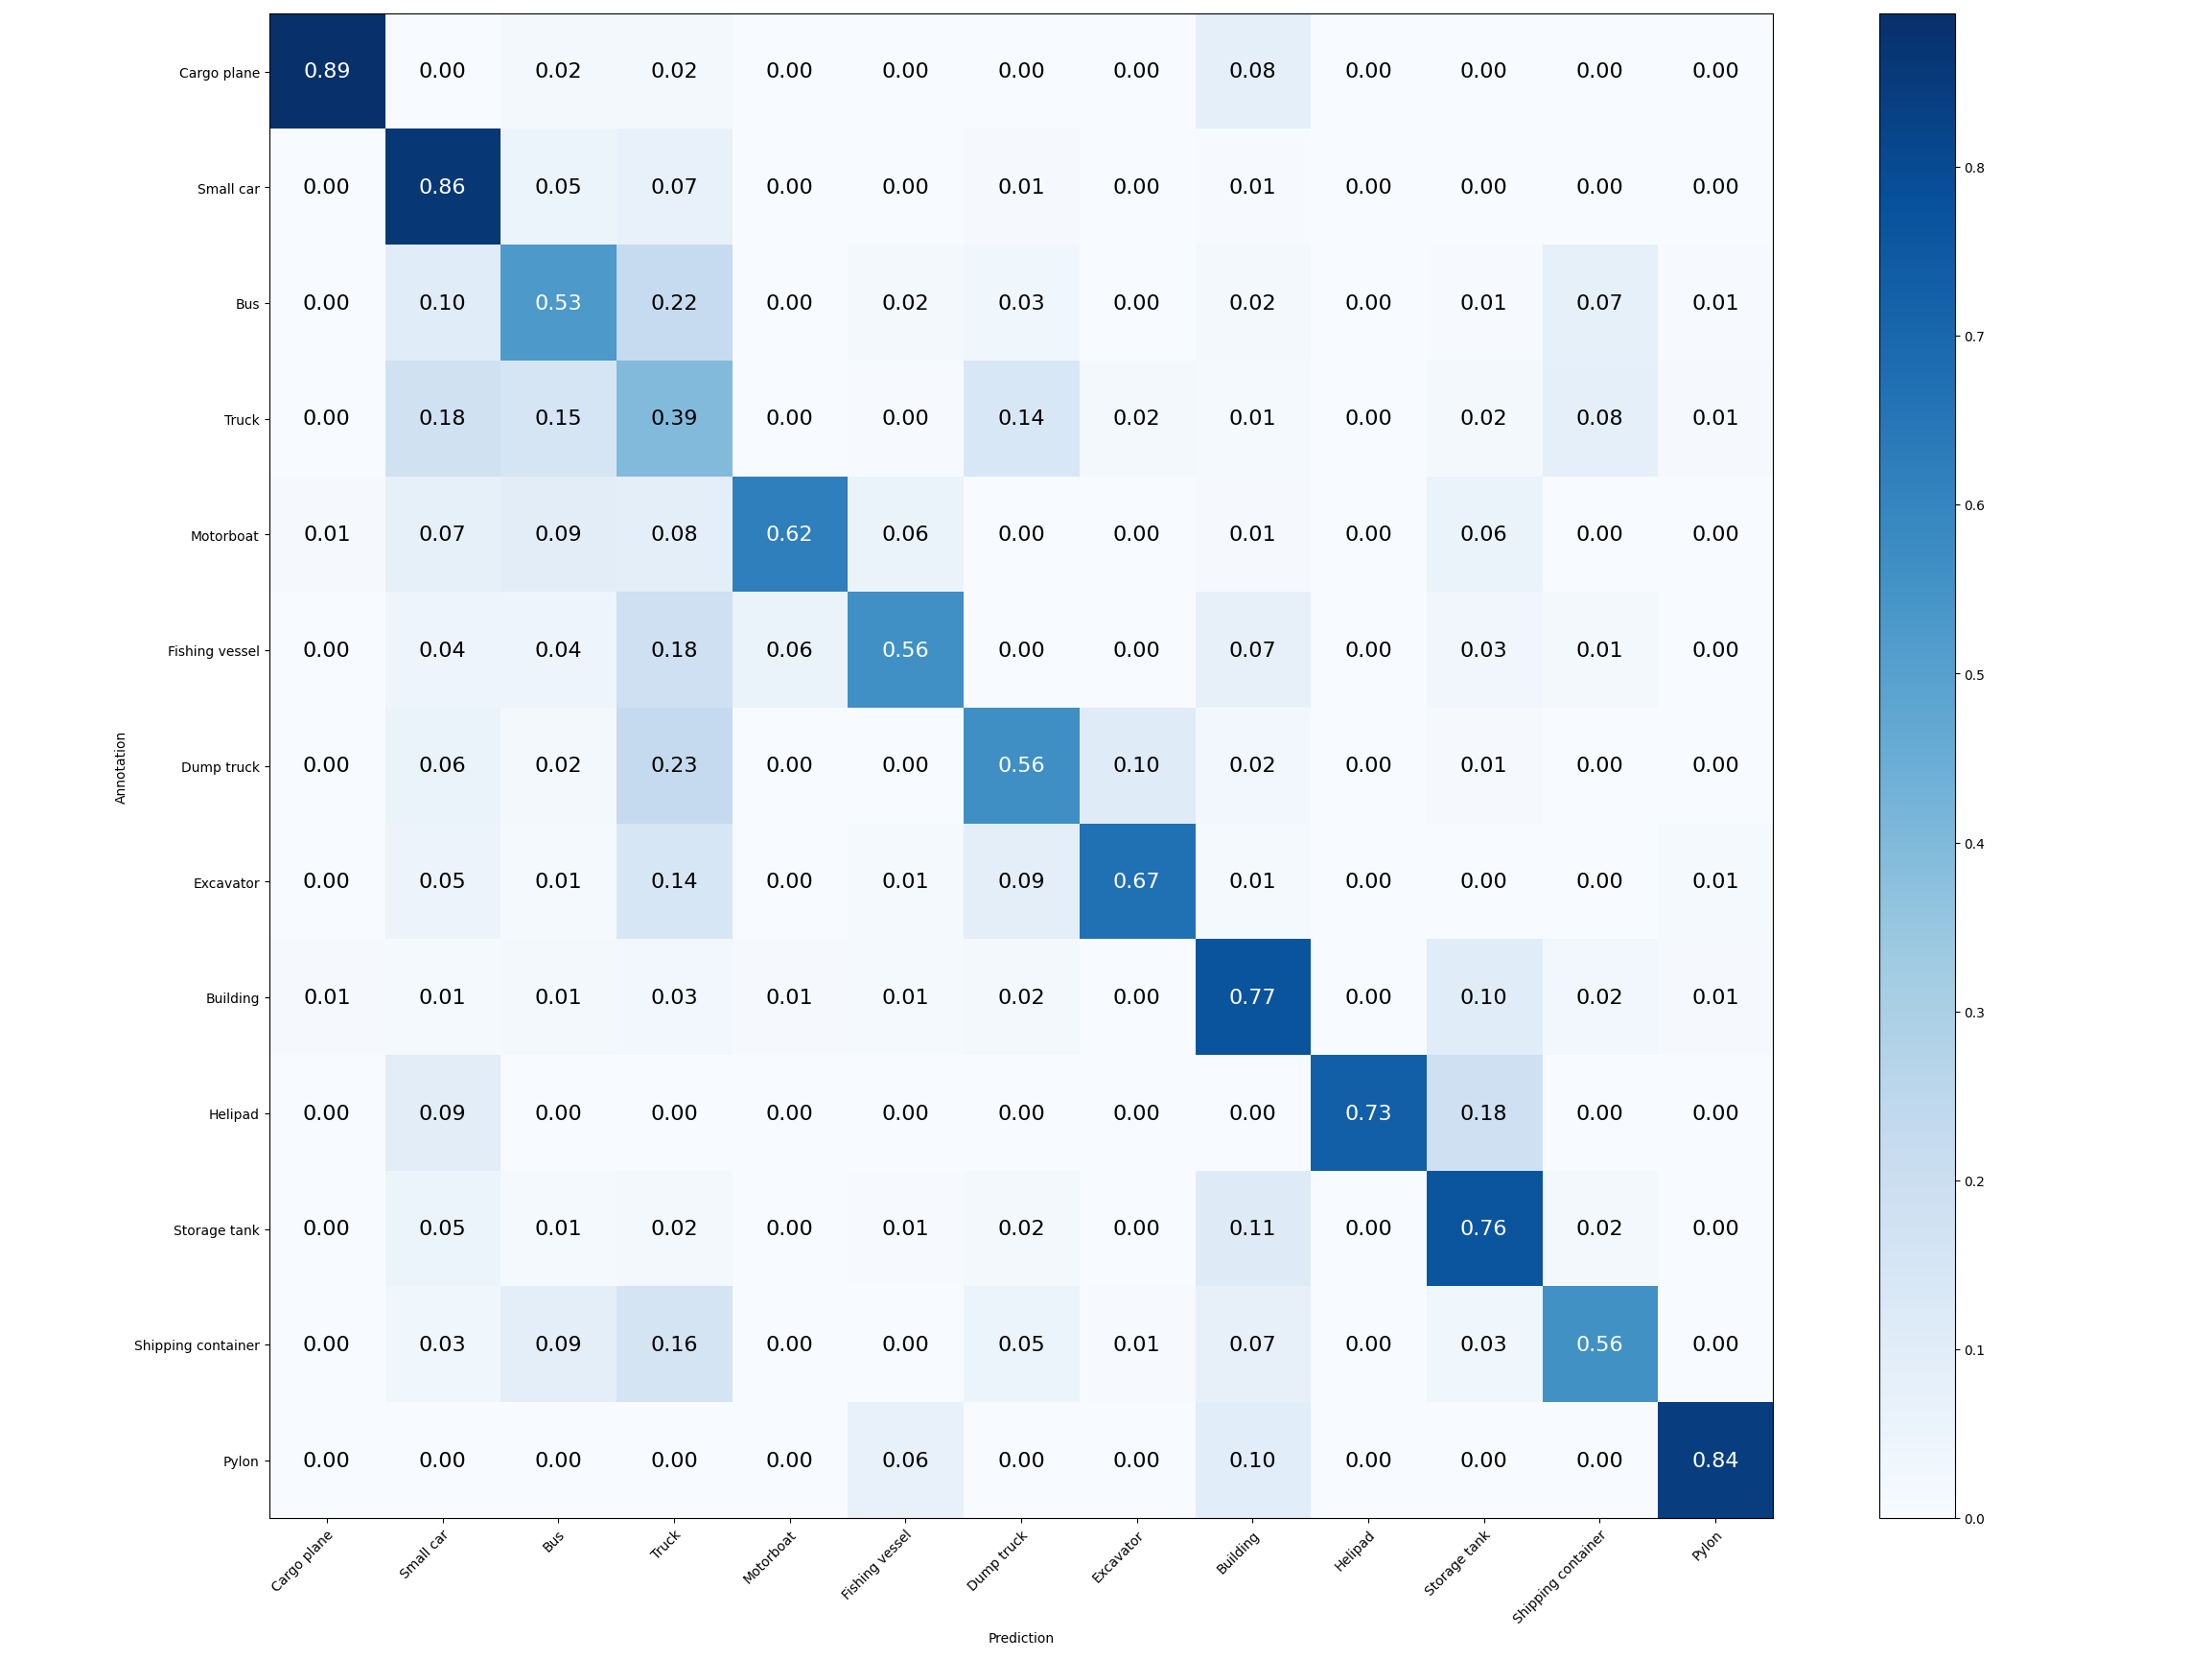 Cargo plane 0.89 0.00 0.02 0.02 0.00 0.00 0.00 0.00 0.08 0.00 0.00 0.00 0.00
Small car 0.00 0.86 0.05 0.07 0.00 0.00 0.01 0.00 0.01 0.00 0.00 0.00 0.00
0.8
Bus 0.00 0.10 0.53 0.22 0.00 0.02 0.03 0.00 0.02 0.00 0.01 0.07 0.01
0.7
Truck 0.00 0.18 0.15 0.39 0.00 0.00 0.14 0.02 0.01 0.00 0.02 0.08 0.01
0.6
Motorboat 0.01 0.07 0.09 0.08 0.62 0.06 0.00 0.00 0.01 0.00 0.06 0.00 0.00
Fishing vessel 0.00 0.04 0.04 0.18 0.06 0.56 0.00 0.00 0.07 0.00 0.03 0.01 0.00
0.5
Annotation
Dump truck 0.00 0.06 0.02 0.23 0.00 0.00 0.56 0.10 0.02 0.00 0.01 0.00 0.00
0.4
Excavator 0.00 0.05 0.01 0.14 0.00 0.01 0.09 0.67 0.01 0.00 0.00 0.00 0.01
Building 0.01 0.01 0.01 0.03 0.01 0.01 0.02 0.00 0.77 0.00 0.10 0.02 0.01
0.3
Helipad 0.00 0.09 0.00 0.00 0.00 0.00 0.00 0.00 0.00 0.73 0.18 0.00 0.00
0.2
Storage tank 0.00 0.05 0.01 0.02 0.00 0.01 0.02 0.00 0.11 0.00 0.76 0.02 0.00
Shipping container 0.00 0.03 0.09 0.16 0.00 0.00 0.05 0.01 0.07 0.00 0.03 0.56 0.00
0.1
Pylon 0.00 0.00 0.00 0.00 0.00 0.06 0.00 0.00 0.10 0.00 0.00 0.00 0.84
0.0
Cargo plane Small car Bus Truck Motorboat Fishing vessel Dump truck Excavator Building Helipad Storage tank Shipping container Pylon
Prediction